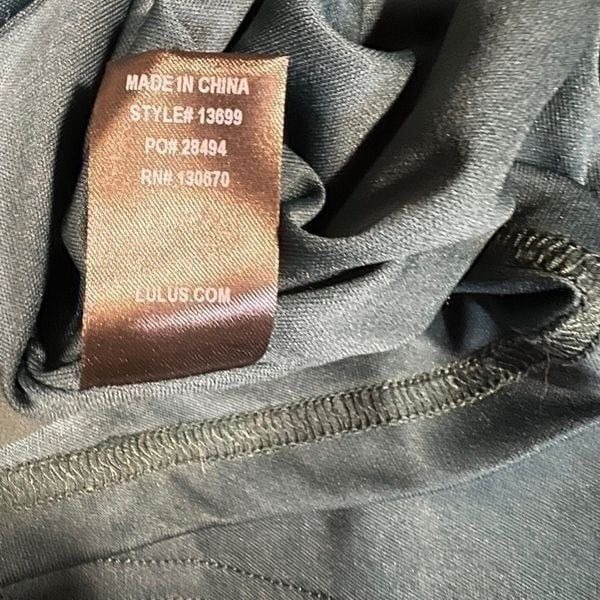 MADE IN CHINA
STYLE# 13699
PO# 28494
RN# 130670
LULUS.COM